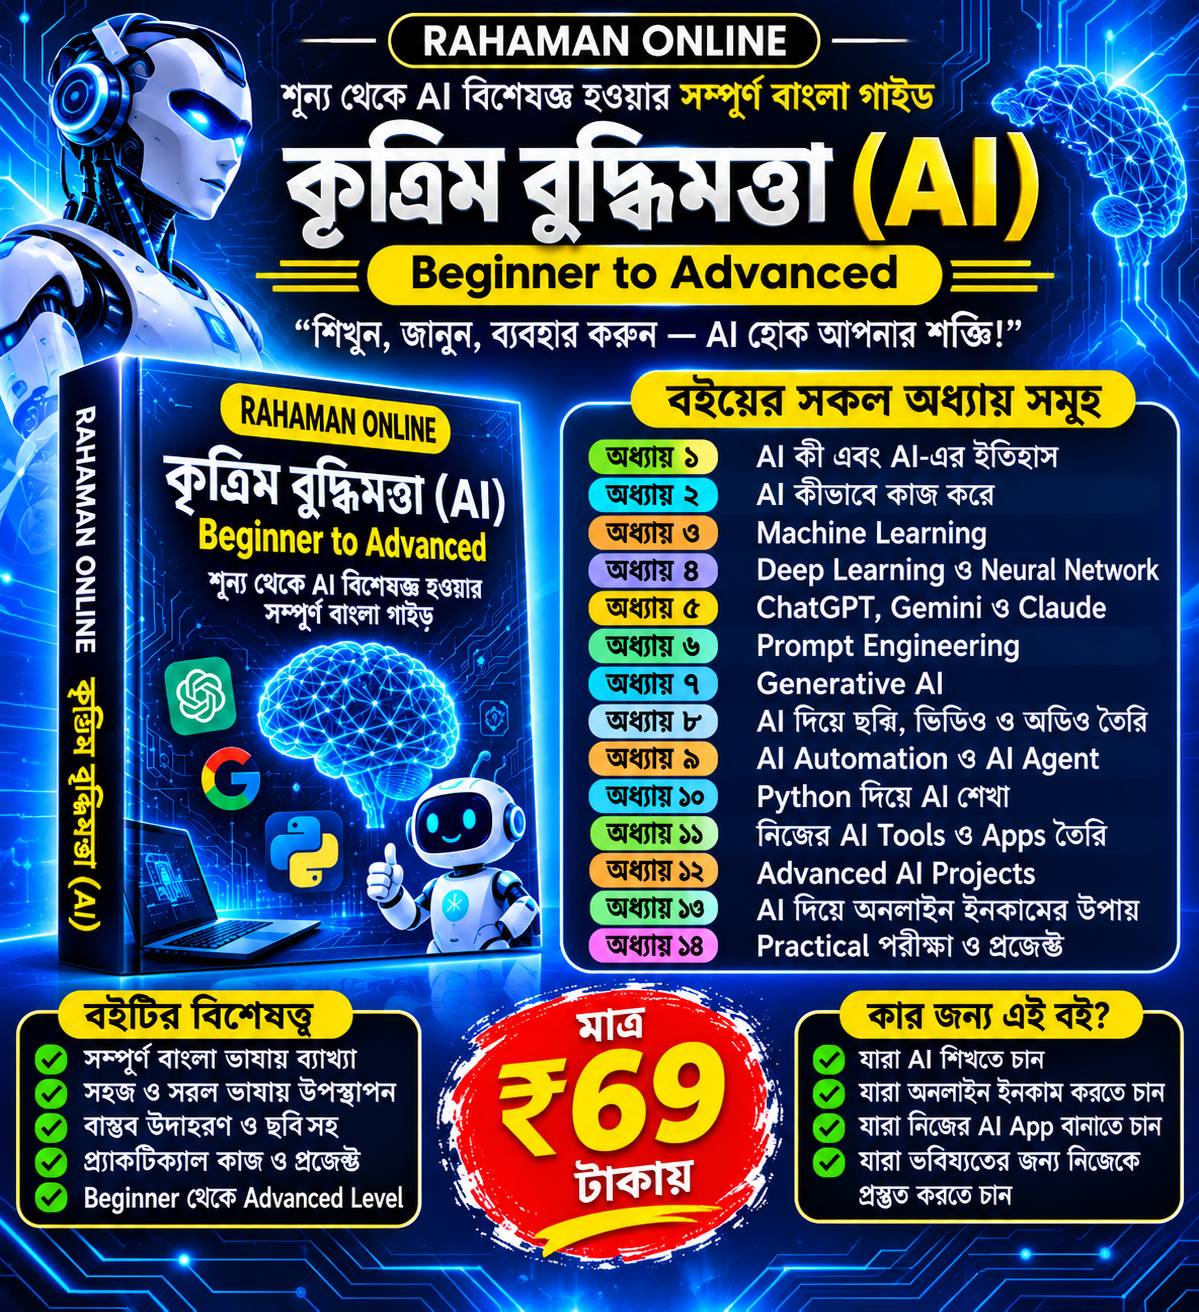 RAHAMAN ONLINE
শূন্য থেকে AI বিশেষজ্ঞ হওয়ার সম্পূর্ণ বাংলা গাইড
কৃত্রিম বুদ্ধিমত্তা (AI)
Beginner to Advanced
“শিখুন, জানুন, ব্যবহার করুন — AI হোক আপনার শক্তি!”
RAHAMAN ONLINE
কৃত্রিম বুদ্ধিমত্তা (AI)
Beginner to Advanced
শূন্য থেকে AI বিশেষজ্ঞ হওয়ার
সম্পূর্ণ বাংলা গাইড
RAHAMAN ONLINE কৃত্রিম বুদ্ধিমত্তা (AI)
বইয়ের সকল অধ্যায় সমূহ
অধ্যায় ১ AI কী এবং AI-এর ইতিহাস
অধ্যায় ২ AI কীভাবে কাজ করে
অধ্যায় ৩ Machine Learning
অধ্যায় ৪ Deep Learning ও Neural Network
অধ্যায় ৫ ChatGPT, Gemini ও Claude
অধ্যায় ৬ Prompt Engineering
অধ্যায় ৭ Generative AI
অধ্যায় ৮ AI দিয়ে ছবি, ভিডিও ও অডিও তৈরি
অধ্যায় ৯ AI Automation ও AI Agent
অধ্যায় ১০ Python দিয়ে AI শেখা
অধ্যায় ১১ নিজের AI Tools ও Apps তৈরি
অধ্যায় ১২ Advanced AI Projects
অধ্যায় ১৩ AI দিয়ে অনলাইন ইনকামের উপায়
অধ্যায় ১৪ Practical পরীক্ষা ও প্রজেক্ট
বইটির বিশেষত্ব
সম্পূর্ণ বাংলা ভাষায় ব্যাখ্যা
সহজ ও সরল ভাষায় উপস্থাপন
বাস্তব উদাহরণ ও ছবি সহ
প্র্যাকটিক্যাল কাজ ও প্রজেক্ট
Beginner থেকে Advanced Level
মাত্র
₹69
টাকায়
কার জন্য এই বই?
যারা AI শিখতে চান
যারা অনলাইন ইনকাম করতে চান
যারা নিজের AI App বানাতে চান
যারা ভবিষ্যতের জন্য নিজেকে
প্রস্তুত করতে চান